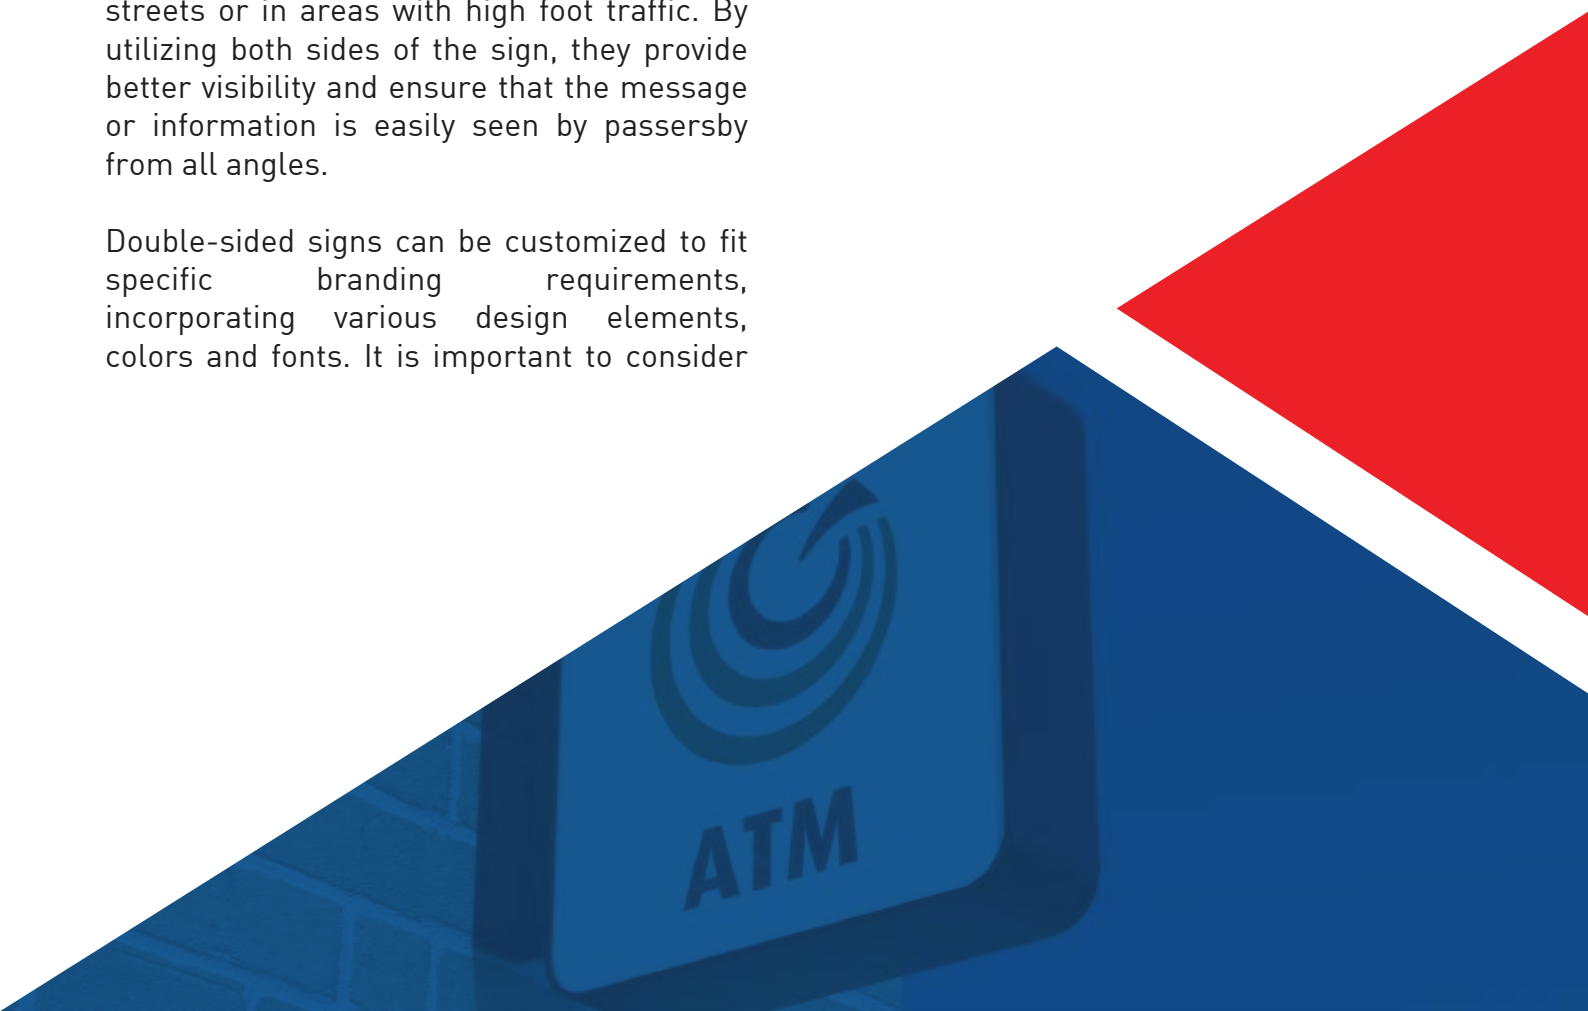 streets or in areas with high foot traffic. By
utilizing both sides of the sign, they provide
better visibility and ensure that the message
or information is easily seen by passersby
from all angles.
Double-sided signs can be customized to fit
specific branding requirements,
incorporating various design elements,
colors and fonts. It is important to consider
ATM